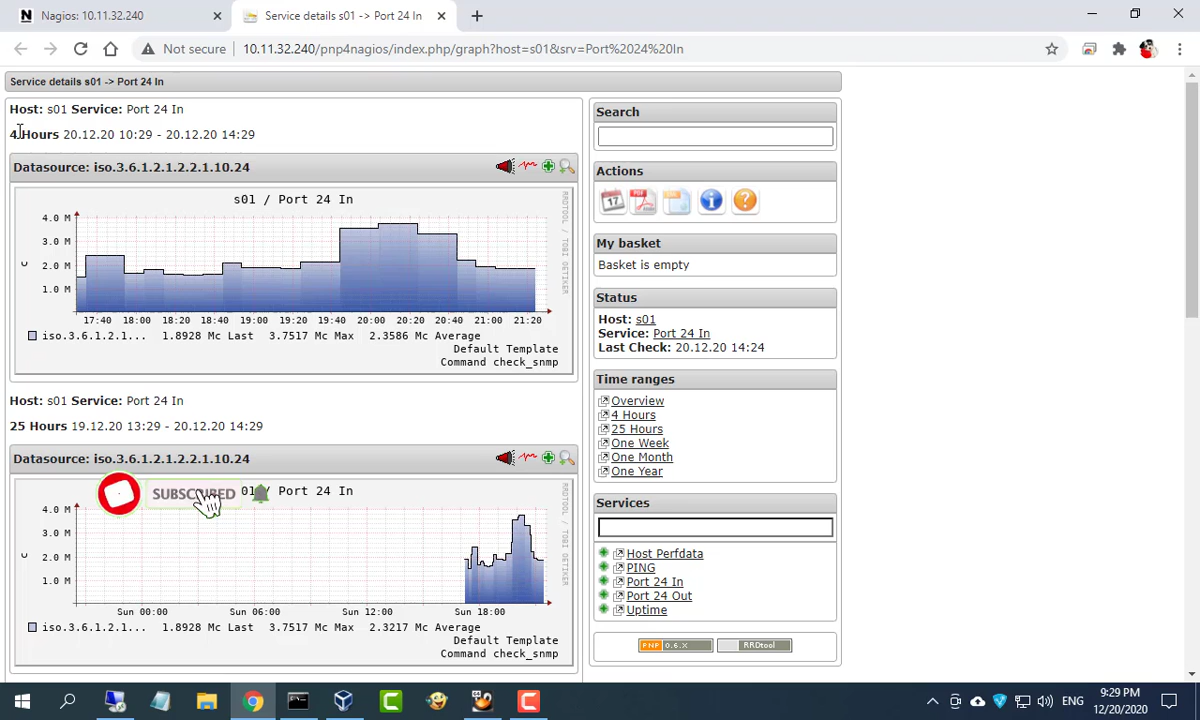 Nagios: 10.11.32.240
Service details s01 -> Port 24 In
Not secure
10.11.32.240/pnp4nagios/index.php/graph?host=s01&srv=Port%2024%20In
Service details s01 -> Port 24 In
Host: s01 Service: Port 24 In
4 Hours 20.12.20 10:29 - 20.12.20 14:29
Datasource: iso.3.6.1.2.1.2.2.1.10.24
s01 / Port 24 In
4.0 M
3.0 M
2.0 M
1.0 M
c
17:40 18:00 18:20 18:40 19:00 19:20 19:40 20:00 20:20 20:40 21:00 21:20
iso.3.6.1.2.1... 1.8928 Mc Last 3.7517 Mc Max 2.3586 Mc Average
Default Template
Command check_snmp
RRDTOOL / TOBI OETIKER
Host: s01 Service: Port 24 In
25 Hours 19.12.20 13:29 - 20.12.20 14:29
Datasource: iso.3.6.1.2.1.2.2.1.10.24
SUBSCRIBED
01 / Port 24 In
4.0 M
3.0 M
2.0 M
1.0 M
c
Sun 00:00 Sun 06:00 Sun 12:00 Sun 18:00
iso.3.6.1.2.1... 1.8928 Mc Last 3.7517 Mc Max 2.3217 Mc Average
Default Template
Command check_snmp
RRDTOOL / TOBI OETIKER
Search
Actions
17
PDF
My basket
Basket is empty
Status
Host: s01
Service: Port 24 In
Last Check: 20.12.20 14:24
Time ranges
Overview
4 Hours
25 Hours
One Week
One Month
One Year
Services
Host Perfdata
PING
Port 24 In
Port 24 Out
Uptime
PNP 0.6.X
RRDtool
ENG
9:29 PM
12/20/2020